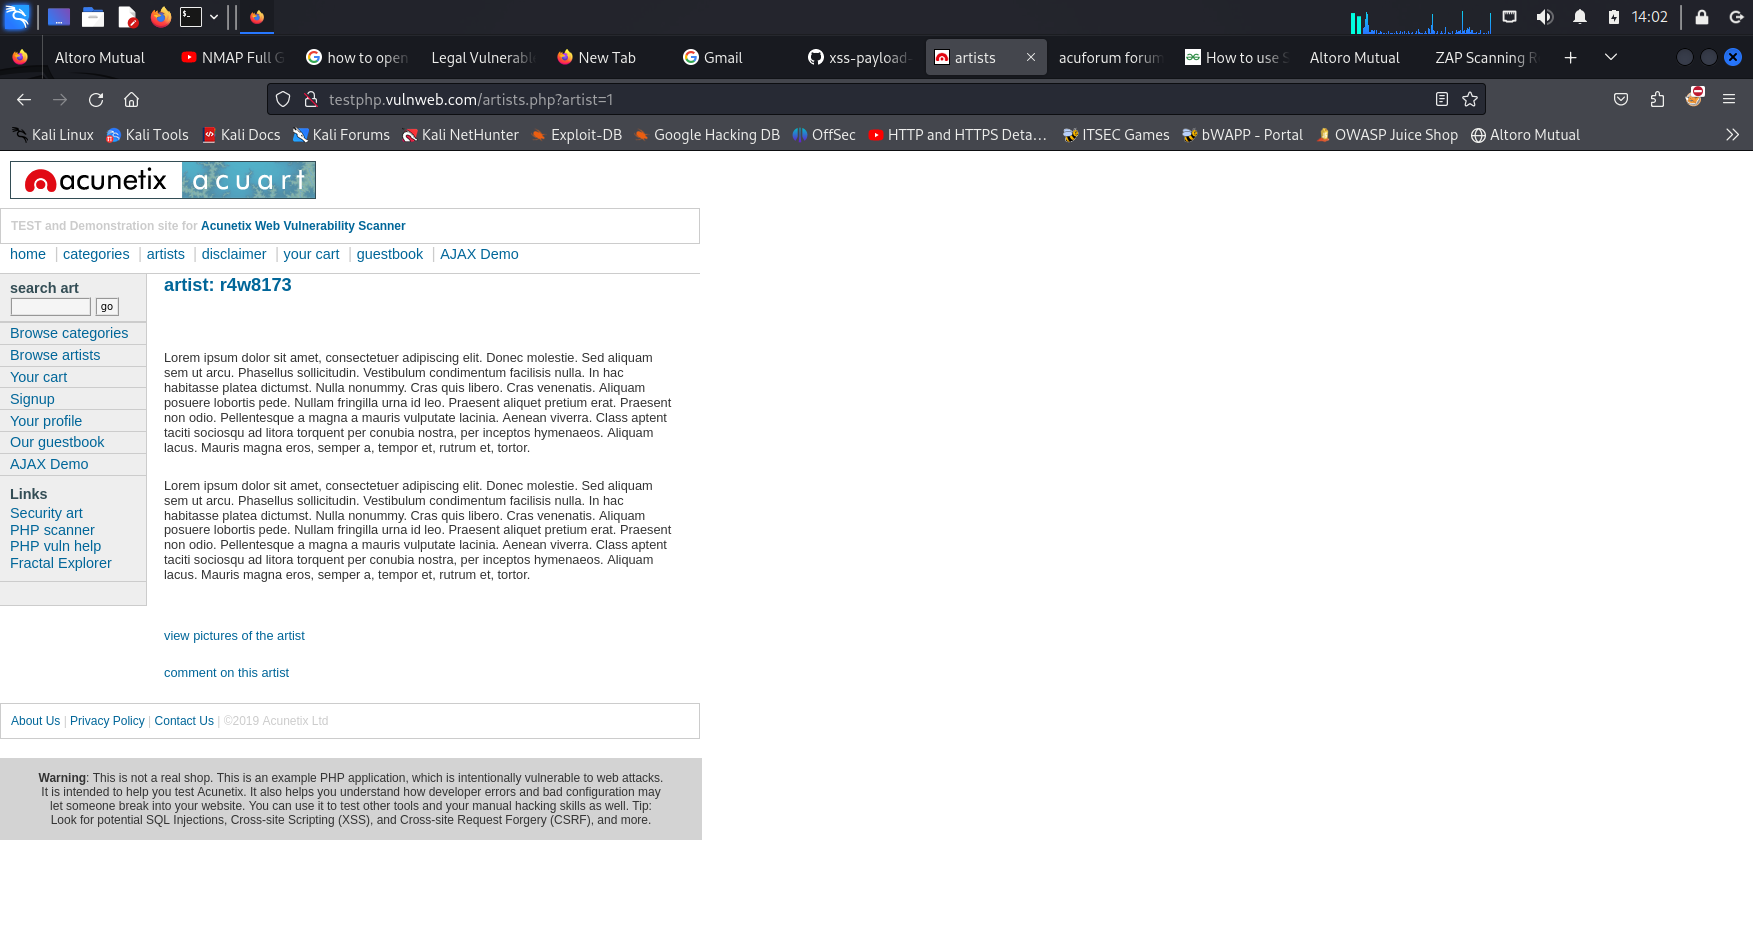 14:02
Altoro Mutual
NMAP Full G
how to open
Legal Vulnerable
New Tab
Gmail
xss-payload-
artists
acuforum forum
How to use S
Altoro Mutual
ZAP Scanning R
testphp.vulnweb.com/artists.php?artist=1
Kali Linux
Kali Tools
Kali Docs
Kali Forums
Kali NetHunter
Exploit-DB
Google Hacking DB
OffSec
HTTP and HTTPS Deta…
ITSEC Games
bWAPP - Portal
OWASP Juice Shop
Altoro Mutual
acunetix acuart
TEST and Demonstration site for Acunetix Web Vulnerability Scanner
home | categories | artists | disclaimer | your cart | guestbook | AJAX Demo
search art
go
Browse categories
Browse artists
Your cart
Signup
Your profile
Our guestbook
AJAX Demo
Links
Security art
PHP scanner
PHP vuln help
Fractal Explorer
artist: r4w8173
Lorem ipsum dolor sit amet, consectetuer adipiscing elit. Donec molestie. Sed aliquam
sem ut arcu. Phasellus sollicitudin. Vestibulum condimentum facilisis nulla. In hac
habitasse platea dictumst. Nulla nonummy. Cras quis libero. Cras venenatis. Aliquam
posuere lobortis pede. Nullam fringilla urna id leo. Praesent aliquet pretium erat. Praesent
non odio. Pellentesque a magna a mauris vulputate lacinia. Aenean viverra. Class aptent
taciti sociosqu ad litora torquent per conubia nostra, per inceptos hymenaeos. Aliquam
lacus. Mauris magna eros, semper a, tempor et, rutrum et, tortor.
Lorem ipsum dolor sit amet, consectetuer adipiscing elit. Donec molestie. Sed aliquam
sem ut arcu. Phasellus sollicitudin. Vestibulum condimentum facilisis nulla. In hac
habitasse platea dictumst. Nulla nonummy. Cras quis libero. Cras venenatis. Aliquam
posuere lobortis pede. Nullam fringilla urna id leo. Praesent aliquet pretium erat. Praesent
non odio. Pellentesque a magna a mauris vulputate lacinia. Aenean viverra. Class aptent
taciti sociosqu ad litora torquent per conubia nostra, per inceptos hymenaeos. Aliquam
lacus. Mauris magna eros, semper a, tempor et, rutrum et, tortor.
view pictures of the artist
comment on this artist
About Us | Privacy Policy | Contact Us | ©2019 Acunetix Ltd
Warning: This is not a real shop. This is an example PHP application, which is intentionally vulnerable to web attacks.
It is intended to help you test Acunetix. It also helps you understand how developer errors and bad configuration may
let someone break into your website. You can use it to test other tools and your manual hacking skills as well. Tip:
Look for potential SQL Injections, Cross-site Scripting (XSS), and Cross-site Request Forgery (CSRF), and more.